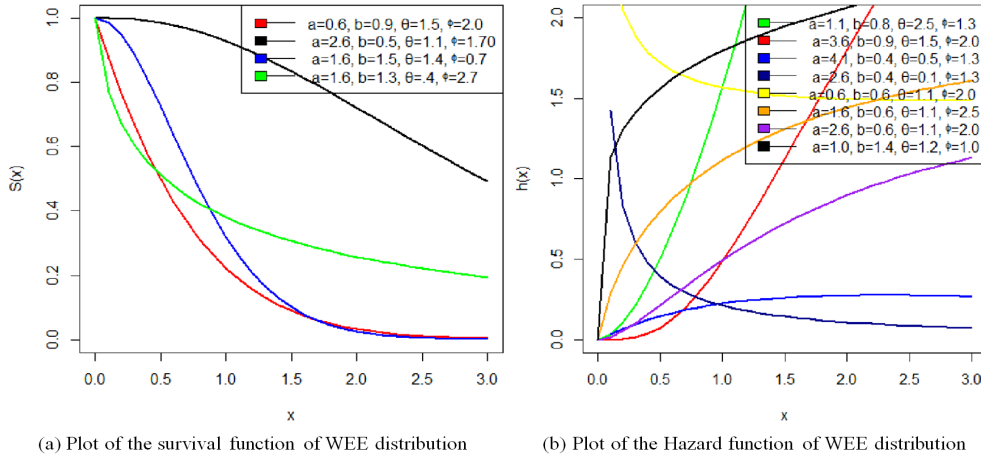 a=0.6, b=0.9, θ=1.5, ϕ=2.0
a=2.6, b=0.5, θ=1.1, ϕ=1.70
a=1.6, b=1.5, θ=1.4, ϕ=0.7
a=1.6, b=1.3, θ=.4, ϕ=2.7
S(x)
1.0
0.8
0.6
0.4
0.2
0.0
0.0 0.5 1.0 1.5 2.0 2.5 3.0
x
(a) Plot of the survival function of WEE distribution
a=1.1, b=0.8, θ=2.5, ϕ=1.3
a=3.6, b=0.9, θ=1.5, ϕ=2.0
a=4.1, b=0.4, θ=0.5, ϕ=1.3
a=2.6, b=0.4, θ=0.1, ϕ=1.3
a=0.6, b=0.6, θ=1.1, ϕ=2.0
a=1.6, b=0.6, θ=1.1, ϕ=2.5
a=2.6, b=0.6, θ=1.1, ϕ=2.0
a=1.0, b=1.4, θ=1.2, ϕ=1.0
h(x)
2.0
1.5
1.0
0.5
0.0
0.0 0.5 1.0 1.5 2.0 2.5 3.0
x
(b) Plot of the Hazard function of WEE distribution